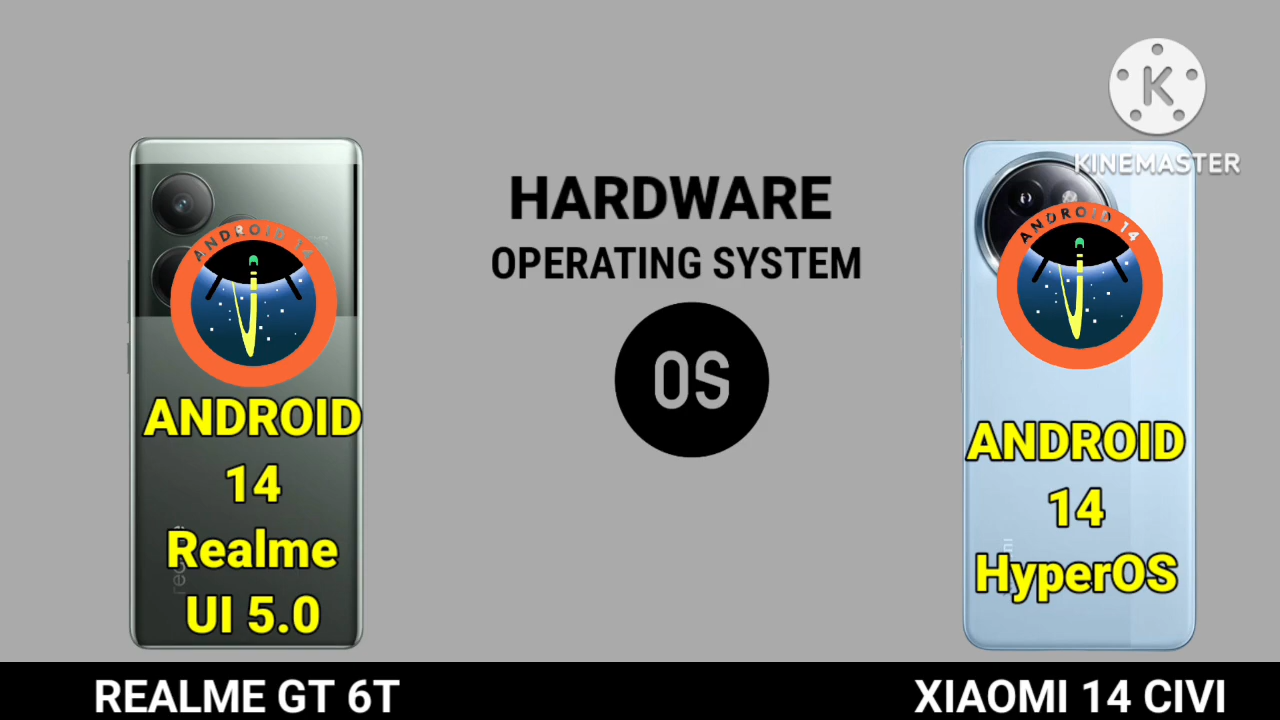 K
KINEMASTER
HARDWARE
OPERATING SYSTEM
OS
ANDROID 14
ANDROID
14
Realme
UI 5.0
realme
ANDROID 14
ANDROID
14
HyperOS
REALME GT 6T
XIAOMI 14 CIVI